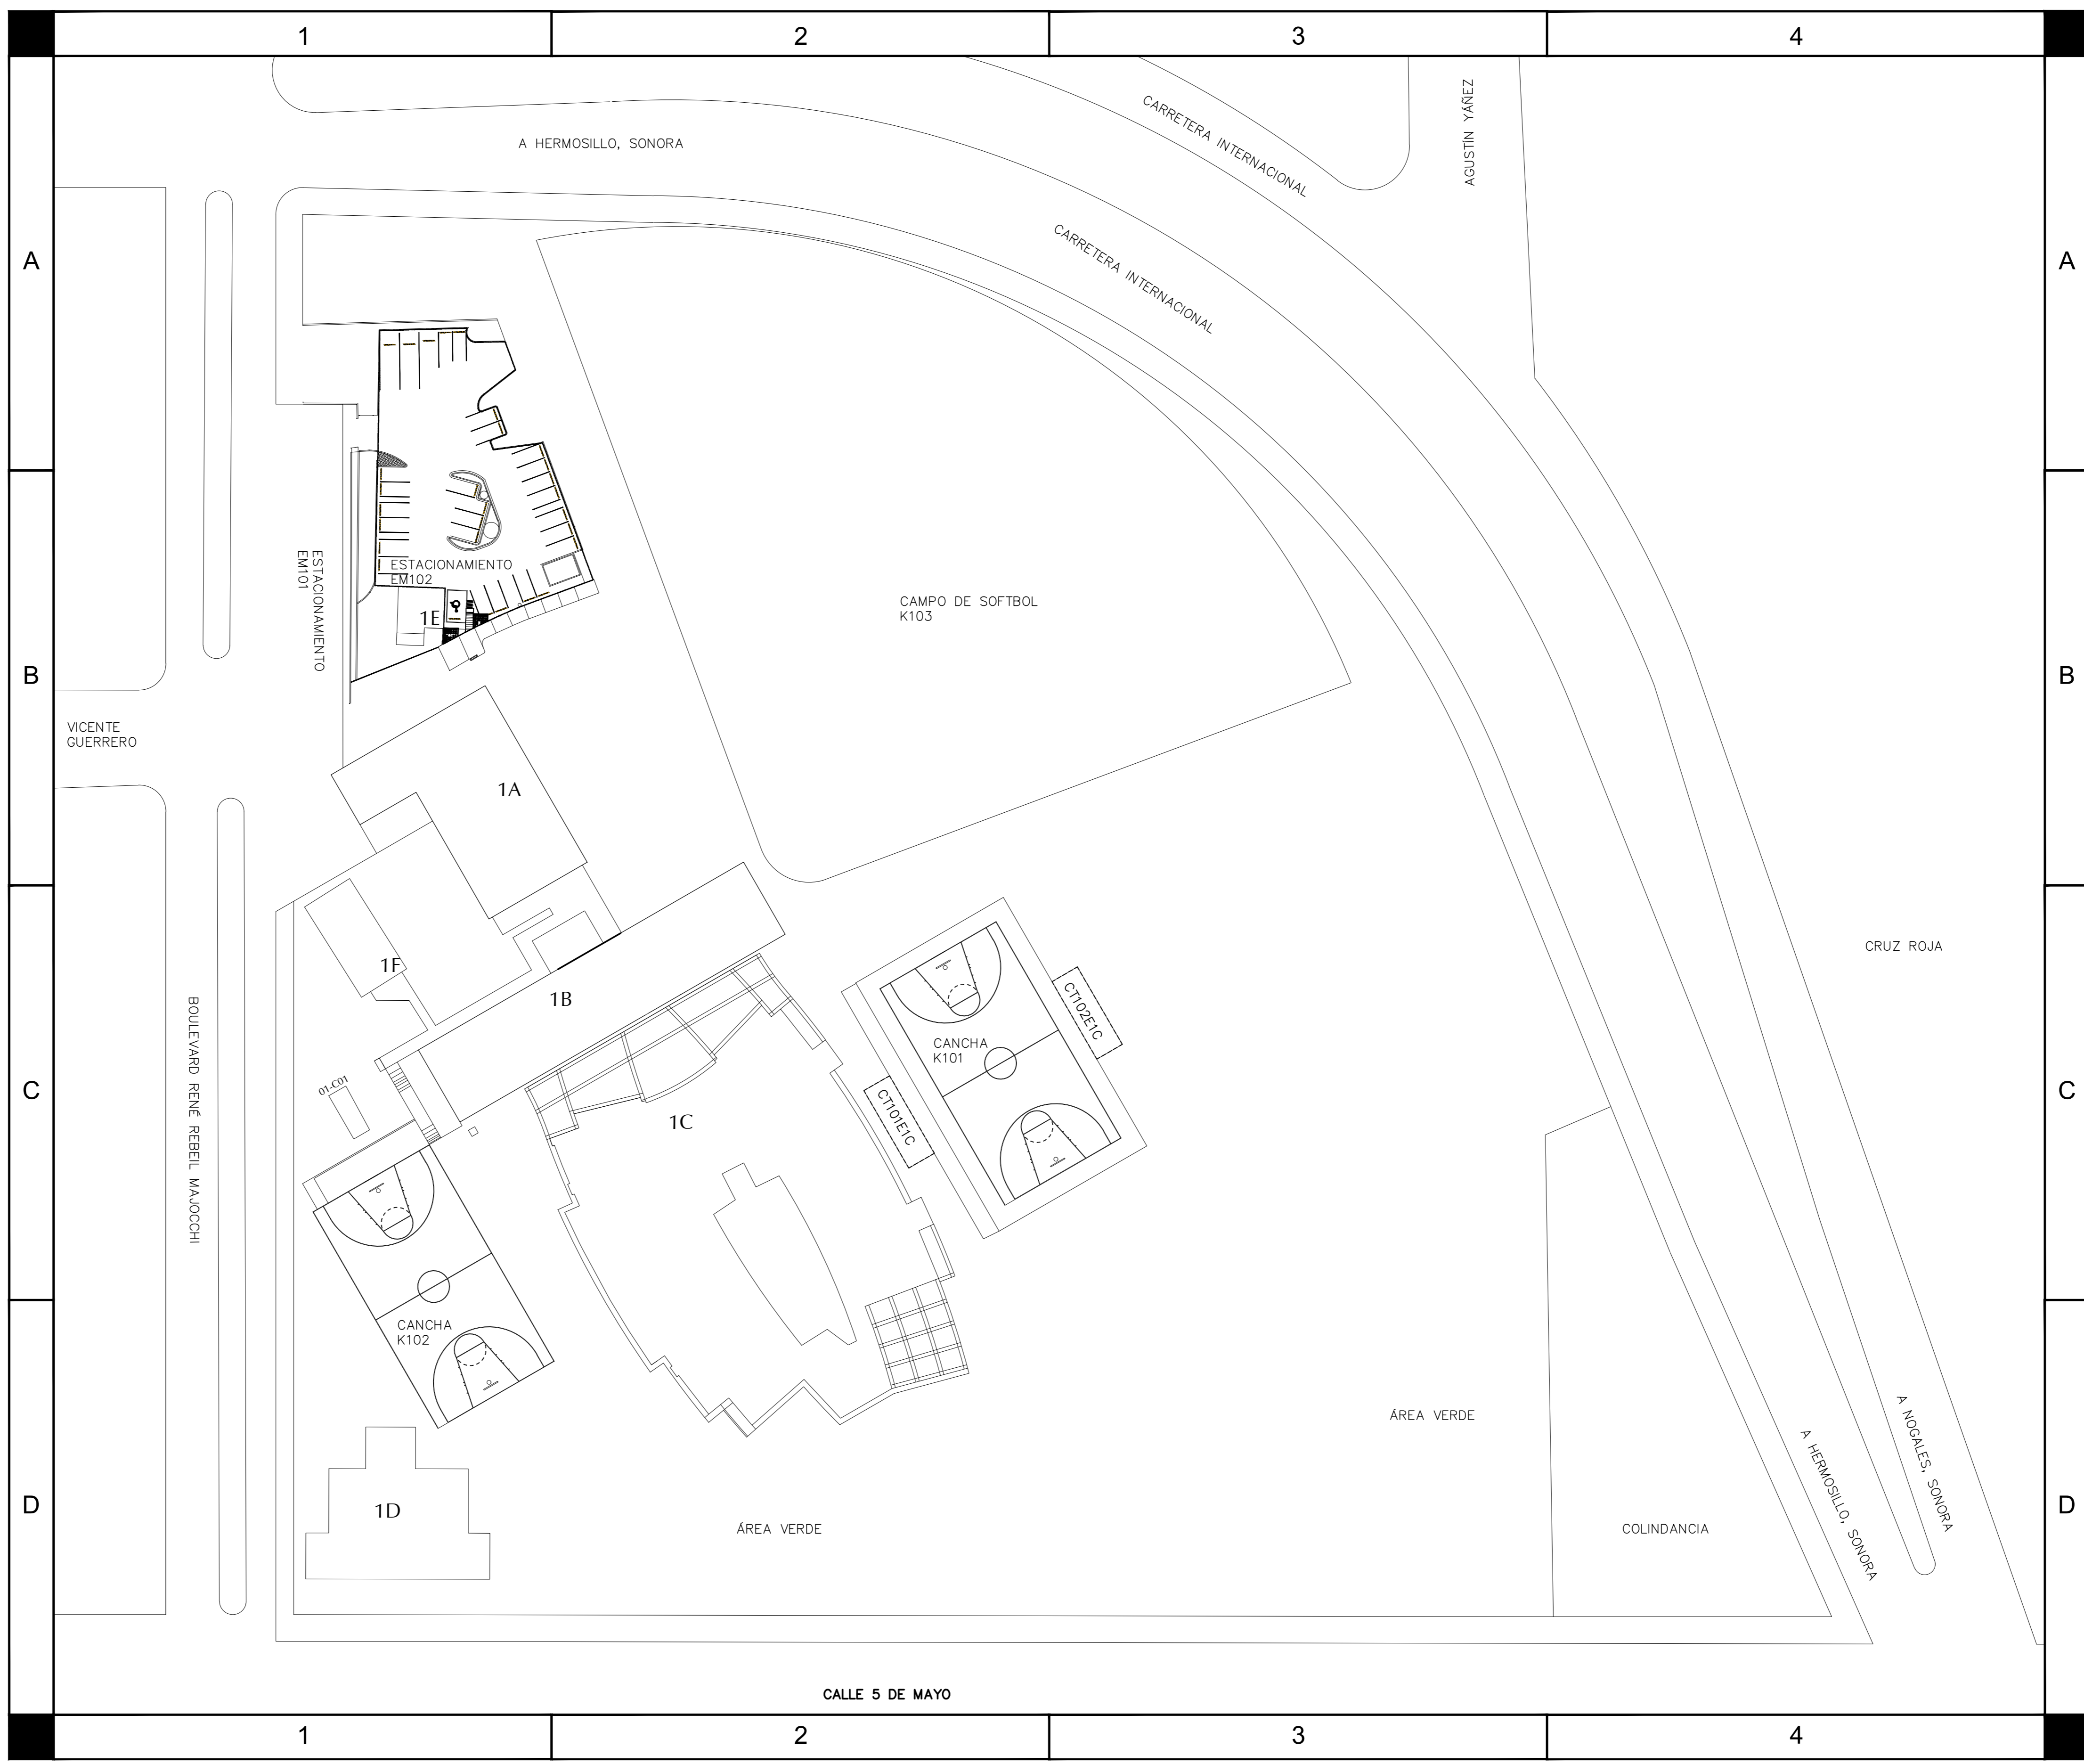 1 2 3 4
A HERMOSILLO, SONORA
CARRETERA INTERNACIONAL
AGUSTÍN YÁÑEZ
CARRETERA INTERNACIONAL
A A
ESTACIONAMIENTO
EM101
ESTACIONAMIENTO
EM102
1E
CAMPO DE SOFTBOL
K103
B B
VICENTE
GUERRERO
1A
CRUZ ROJA
1F
1B
CT102E1C
CANCHA
K101
BOULEVARD RENÉ REBEIL MAJOCCHI
01-C01
C C
CT101E1C
1C
CANCHA
K102
ÁREA VERDE
A NOGALES, SONORA
A HERMOSILLO, SONORA
D D
1D
ÁREA VERDE
COLINDANCIA
CALLE 5 DE MAYO
1 2 3 4